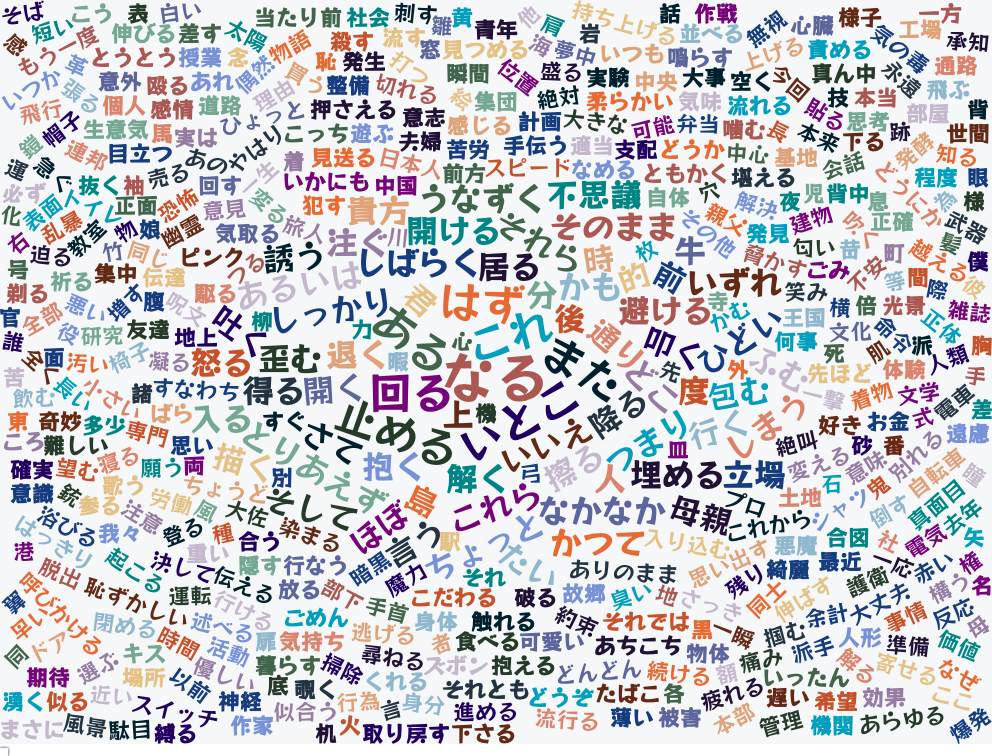 そば 短い こう 表 白い 当たり前 社会 刺す 雛 黄 青年 他 肩 持ち上げる 話 作戦 無視 心臓 様子 工場 一方
感 もう一度 伸びる 差す 太陽 物語 殺す 流す 窓 見つめる 海 夢中 岩 いつも 並べる 鳴らす 上げる 責める 気の毒 承知
いつか 革 とうとう 授業 念 偶然 買う 恥 発生 打つ 瞬間 位置 盛る 実験 中央 大事 空く 今回 真ん中 永遠 通路
飛行 張る 意外 殴る あれ 理由 整備 切れる 集団 絶対 柔らかい 気味 流れる 貼る 技 本当 部屋 飛ぶ 背
鎧 帽子 個人 感情 道路 ひょっと 押さえる 意志 感じる 計画 大きな 可能 弁当 噛む 長 本来 思考 下る 跡 世間
運 急ぐ 連邦 生意気 馬 実は やはり こっち 遊ぶ 夫婦 苦労 手伝う 適当 支配 どうか 中心 基地 会話 発酵 知る
必ず 目立つ 売る あの 一生 着 見送る 日本人 前方 スピード なめる ともかく 堪える どうにか 程度 眼
化 表面 抜く 袖 回す いかにも 中国 うなずく 不思議 自体 穴 解決 夜 児 背中 息 為 様
右 乱暴 タイム 正面 恐怖 意見 変る 犯す 貴方 開ける それら そのまま その他 親父 発見 建物 吹く 正確 武器
迫る 教室 竹 物 娘 幽霊 気取る 旅人 注ぐ 川 しばらく 居る 時 枚 牛 匂い 苗 町 越える 髪 僕
号 祈る 集中 同じ 伝達 ピンク つる 誘う あるいは 君 はず 分 かも 的 前 いずれ 脅かす ごみ 不安 等 間 際 彼
剃る 全部 悪い 増す 腹 呪文 駆る しっかり 吐く 柳 力 ある これ 後 避ける 寺 かむ 笑み 横 倍 光景 雑誌
官 役 研究 友達 地上 怒る 歪む 退く 暇 心 また 通り 叩く ひどい 王国 文化 命令 正体
誰 全く 面 汚い 椅子 凝る なる どく 先 外 ふむ 何事 死 肌 派 人類 胸
苦 飲む 長い 小さい 諸 すなわち 得る 開く 回る いとし 降る 度 包む 一撃 先ほど 体験 手
東 奇妙 多少 専門 ばら 入る すぐさま 止める 上 機 いいえ つまり 行く しまう 着物 文学 電車 差
ころ 難しい 思い とりあえず さて 擦る 皿 絶叫 好き お金 式 遠慮
確実 望む 寝る 願う 両 描く 別 抱く 解く 弓 人 埋める 立場 変える 砂 番 別れる
意識 銃 参る 歌う 労働 ちょうど 風 そして 島 これら なかなか 母親 プロ 土地 石 意味 鬼 自転車 瞳
はっきり 浴びる 我々 注意 登る 大佐 種 染まる ほぼ 言う 駅 ちょっと かつて 入り込む これから シャツ 倒す 真面目
港 起こる 重い 合う 暗黒 さい 思い出す 悪魔 合図 社 電気 去年 矢
脱出 決して 伝える 隠す 行なう 魔力 それ ありのまま 残り 綺麗 最近 一応 赤い 権
呼びかける 恥ずかしい 運転 行ける 放る 部下 手首 こだわる 破る 故郷 臭い 地 さっき 同士 伸ばす 護衛 構う 名
鼻 閉める 述べる ごめん 身体 触れる 約束 それでは 黒 一瞬 余計 大丈夫 事情 反応
母 同 ドア 時間 活動 扉 気持ち 逃げる 者 食べる 可愛い あちこち 物体 掴む 派手 人形 準備 価値
期待 選ぶ キス 場所 優しい 暮らす 掃除 尋ねる ズボン 抱える どんどん 続ける 額 痛み いったん 解る 寄せる なぜ
湧く 似る 近い 以前 神経 底 覗く くれる それとも どうぞ たばこ 各 疲れる 遅い 希望 効果 ここ
まさに 風景 駄目 スイッチ 縛る 作家 似合う 行為 言 身分 進める 流行る 薄い 被害 本部 管理 機関 あらゆる 爆発
机 火 取り戻す 下さる